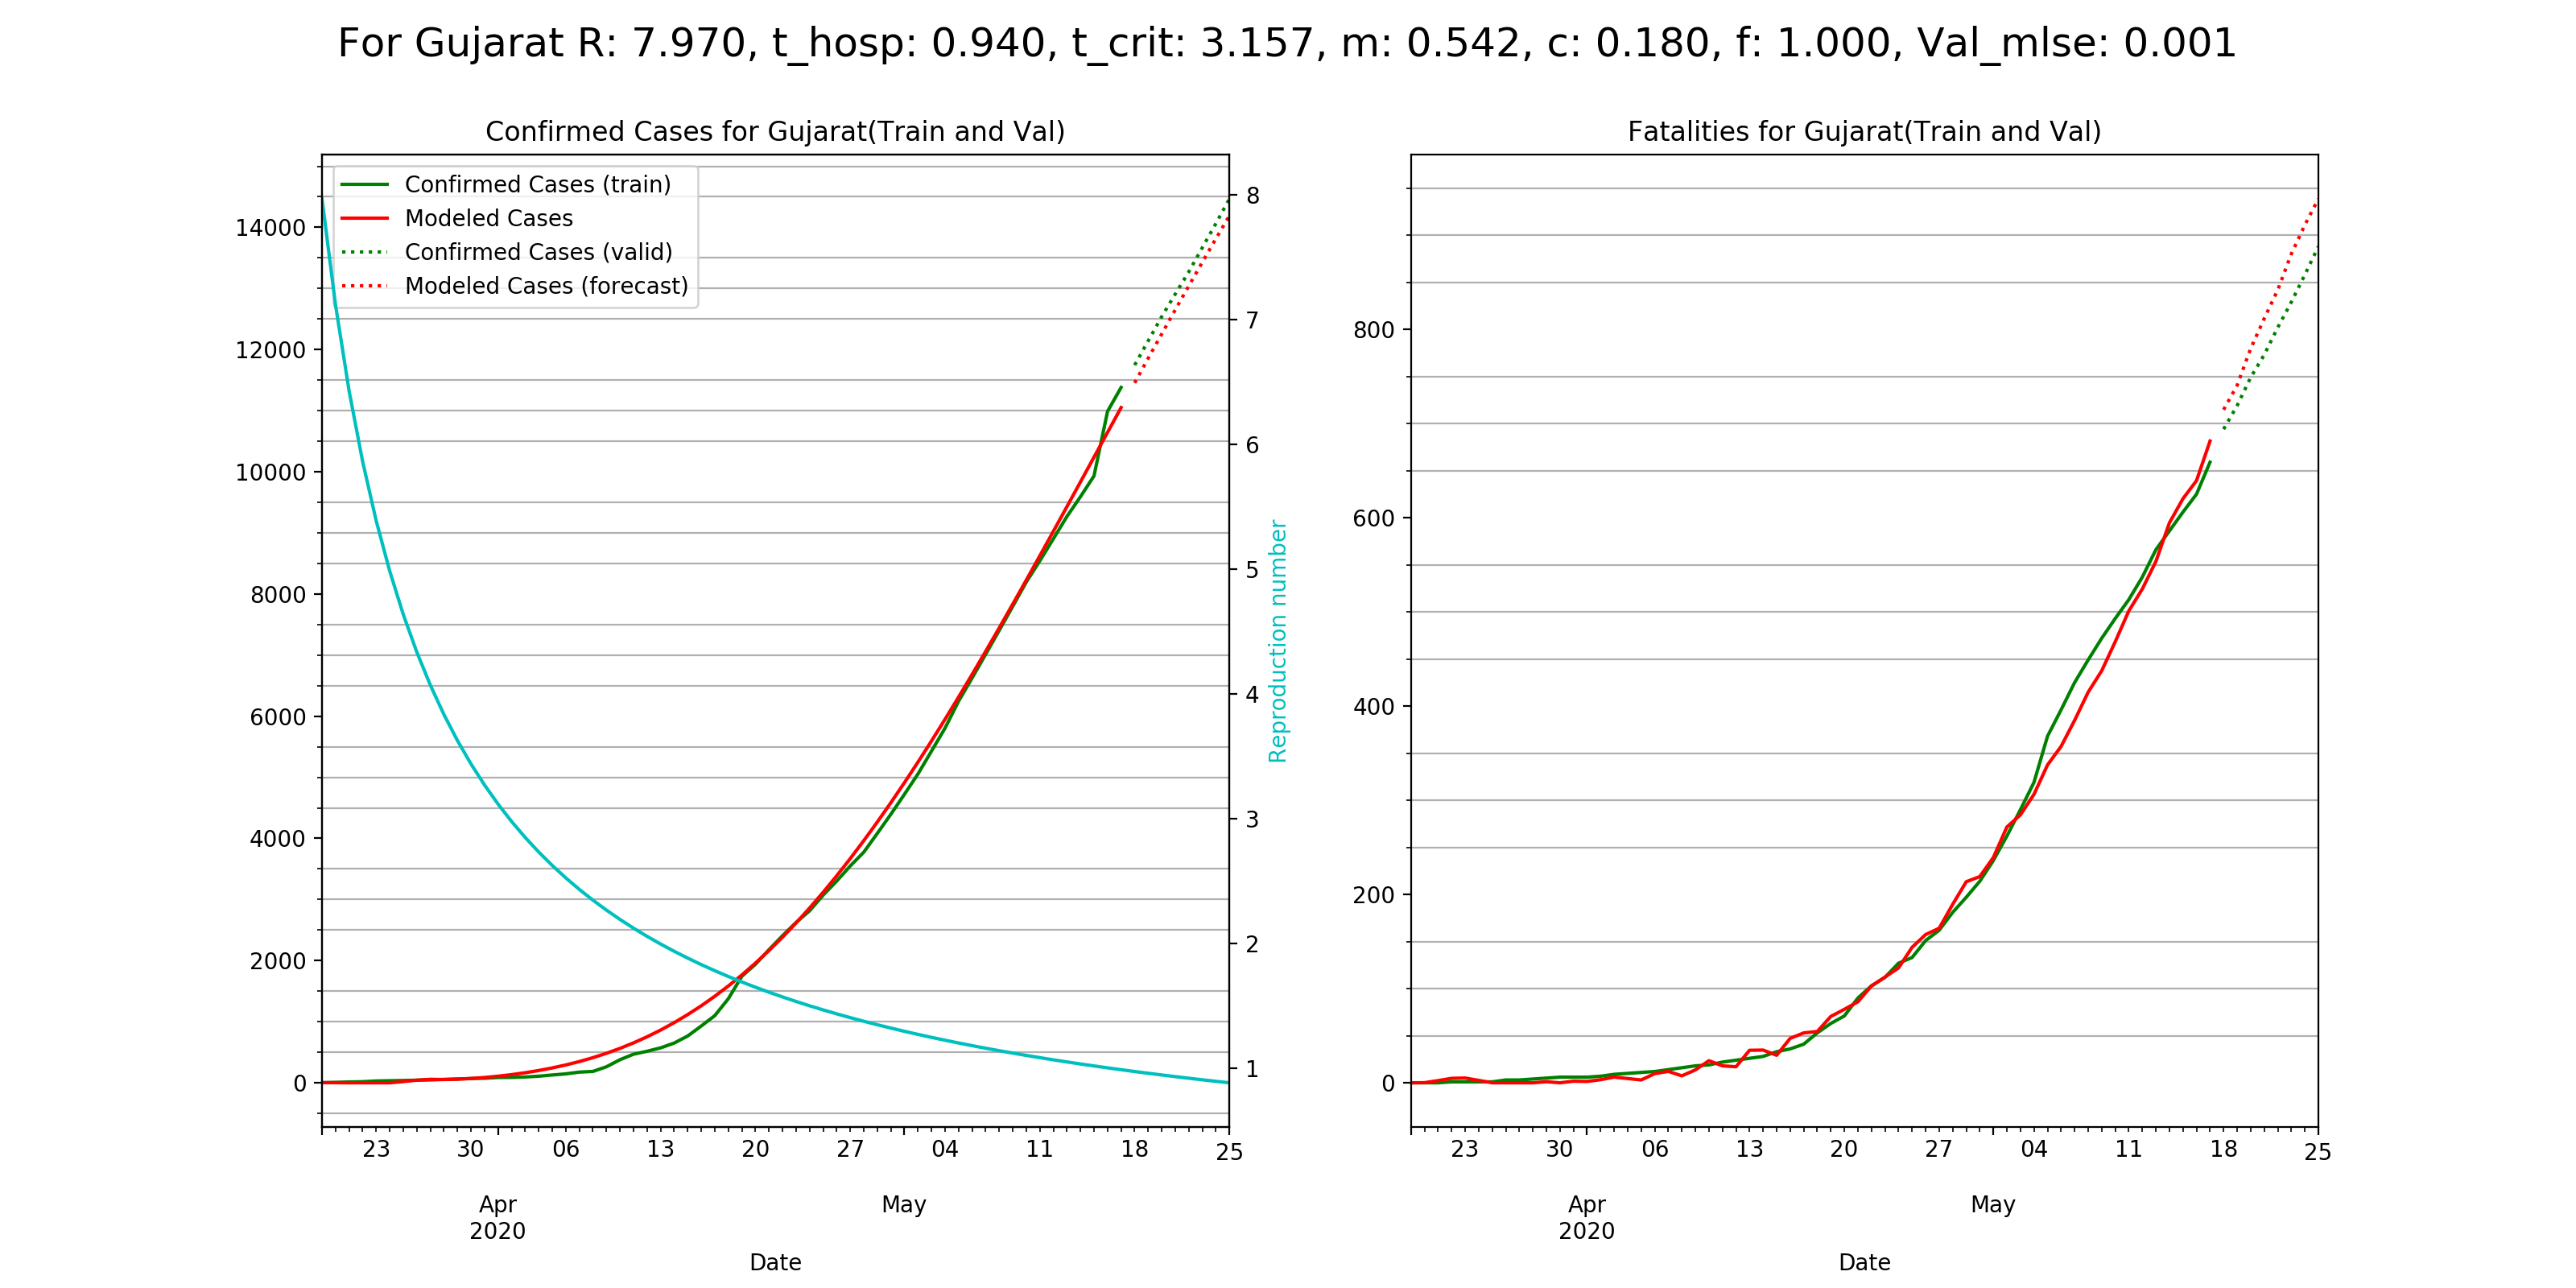 For Gujarat R: 7.970, t_hosp: 0.940, t_crit: 3.157, m: 0.542, c: 0.180, f: 1.000, Val_mlse: 0.001
Confirmed Cases for Gujarat(Train and Val)
Confirmed Cases (train)
Modeled Cases
Confirmed Cases (valid)
Modeled Cases (forecast)
14000
12000
10000
8000
6000
4000
2000
0
8
7
6
5
4
3
2
1
Reproduction number
23 30 06 13 20 27 04 11 18 25
Apr May
2020
Date
Fatalities for Gujarat(Train and Val)
800
600
400
200
0
23 30 06 13 20 27 04 11 18 25
Apr May
2020
Date